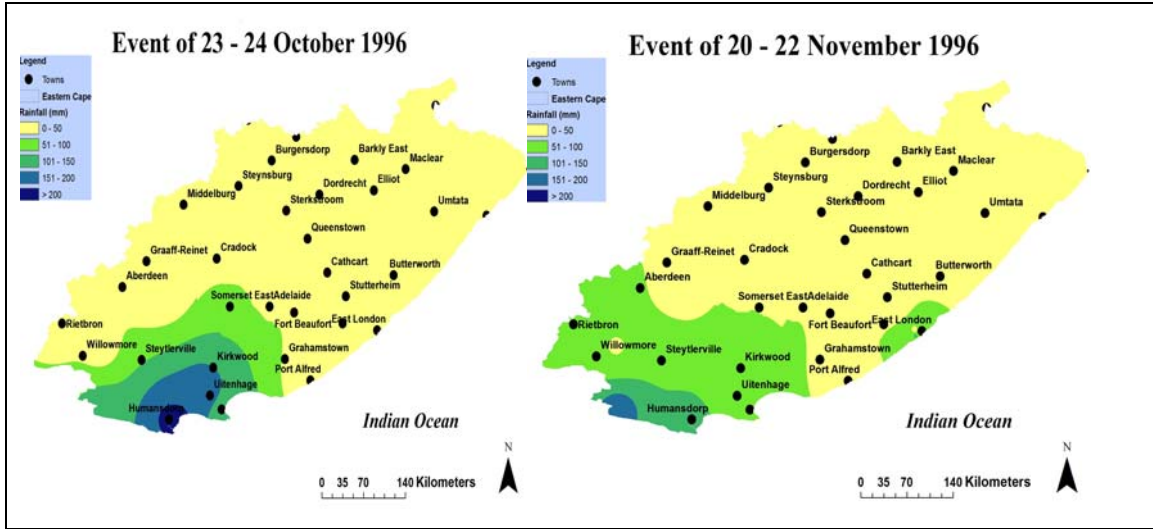 Event of 23 - 24 October 1996
Legend
Towns
Eastern Cape
Rainfall (mm)
0 - 50
51 - 100
101 - 150
151 - 200
> 200
Burgersdorp
Barkly East
Maclear
Steynsburg
Dordrecht
Elliot
Middelburg
Sterkstroom
Umtata
Queenstown
Graaff-Reinet
Cradock
Cathcart
Butterworth
Aberdeen
Stutterheim
Somerset East
Adelaide
Rietbron
Fort Beaufort
East London
Willowmore
Steytlerville
Kirkwood
Grahamstown
Port Alfred
Uitenhage
Humansdorp
Indian Ocean
N
0 35 70 140 Kilometers
Event of 20 - 22 November 1996
Legend
Towns
Eastern Cape
Rainfall (mm)
0 - 50
51 - 100
101 - 150
151 - 200
> 200
Burgersdorp
Barkly East
Maclear
Steynsburg
Dordrecht
Elliot
Middelburg
Sterkstroom
Umtata
Queenstown
Graaff-Reinet
Cradock
Cathcart
Butterworth
Aberdeen
Stutterheim
Somerset East
Adelaide
Rietbron
Fort Beaufort
East London
Willowmore
Steytlerville
Kirkwood
Grahamstown
Port Alfred
Uitenhage
Humansdorp
Indian Ocean
N
0 35 70 140 Kilometers